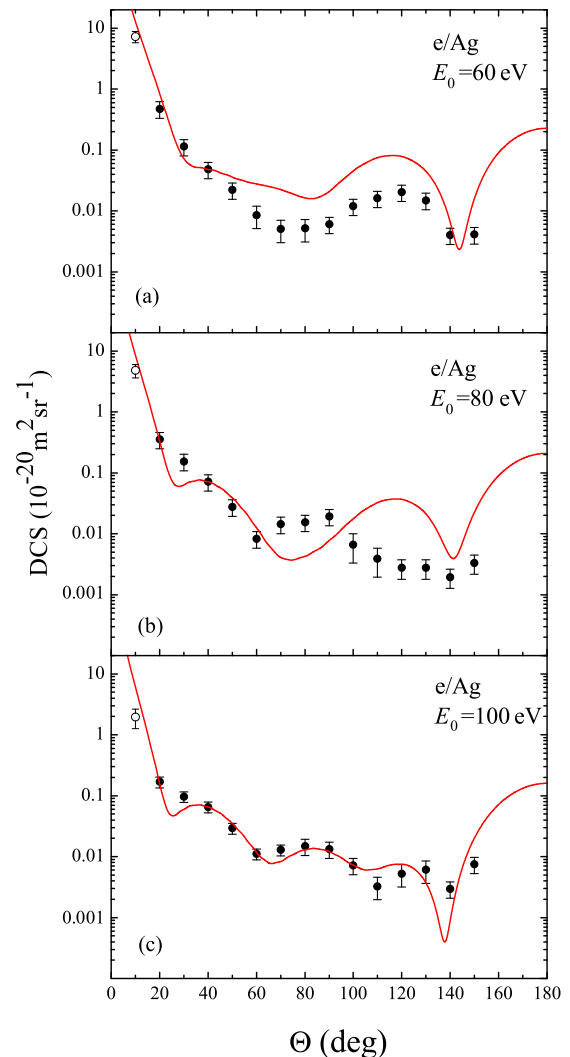 10
e/Ag
E₀=60 eV
1
0.1
0.01
0.001
(a)
10
e/Ag
E₀=80 eV
1
0.1
0.01
0.001
(b)
DCS (10⁻²⁰m²sr⁻¹)
10
e/Ag
E₀=100 eV
1
0.1
0.01
0.001
(c)
0 20 40 60 80 100 120 140 160 180
Θ (deg)